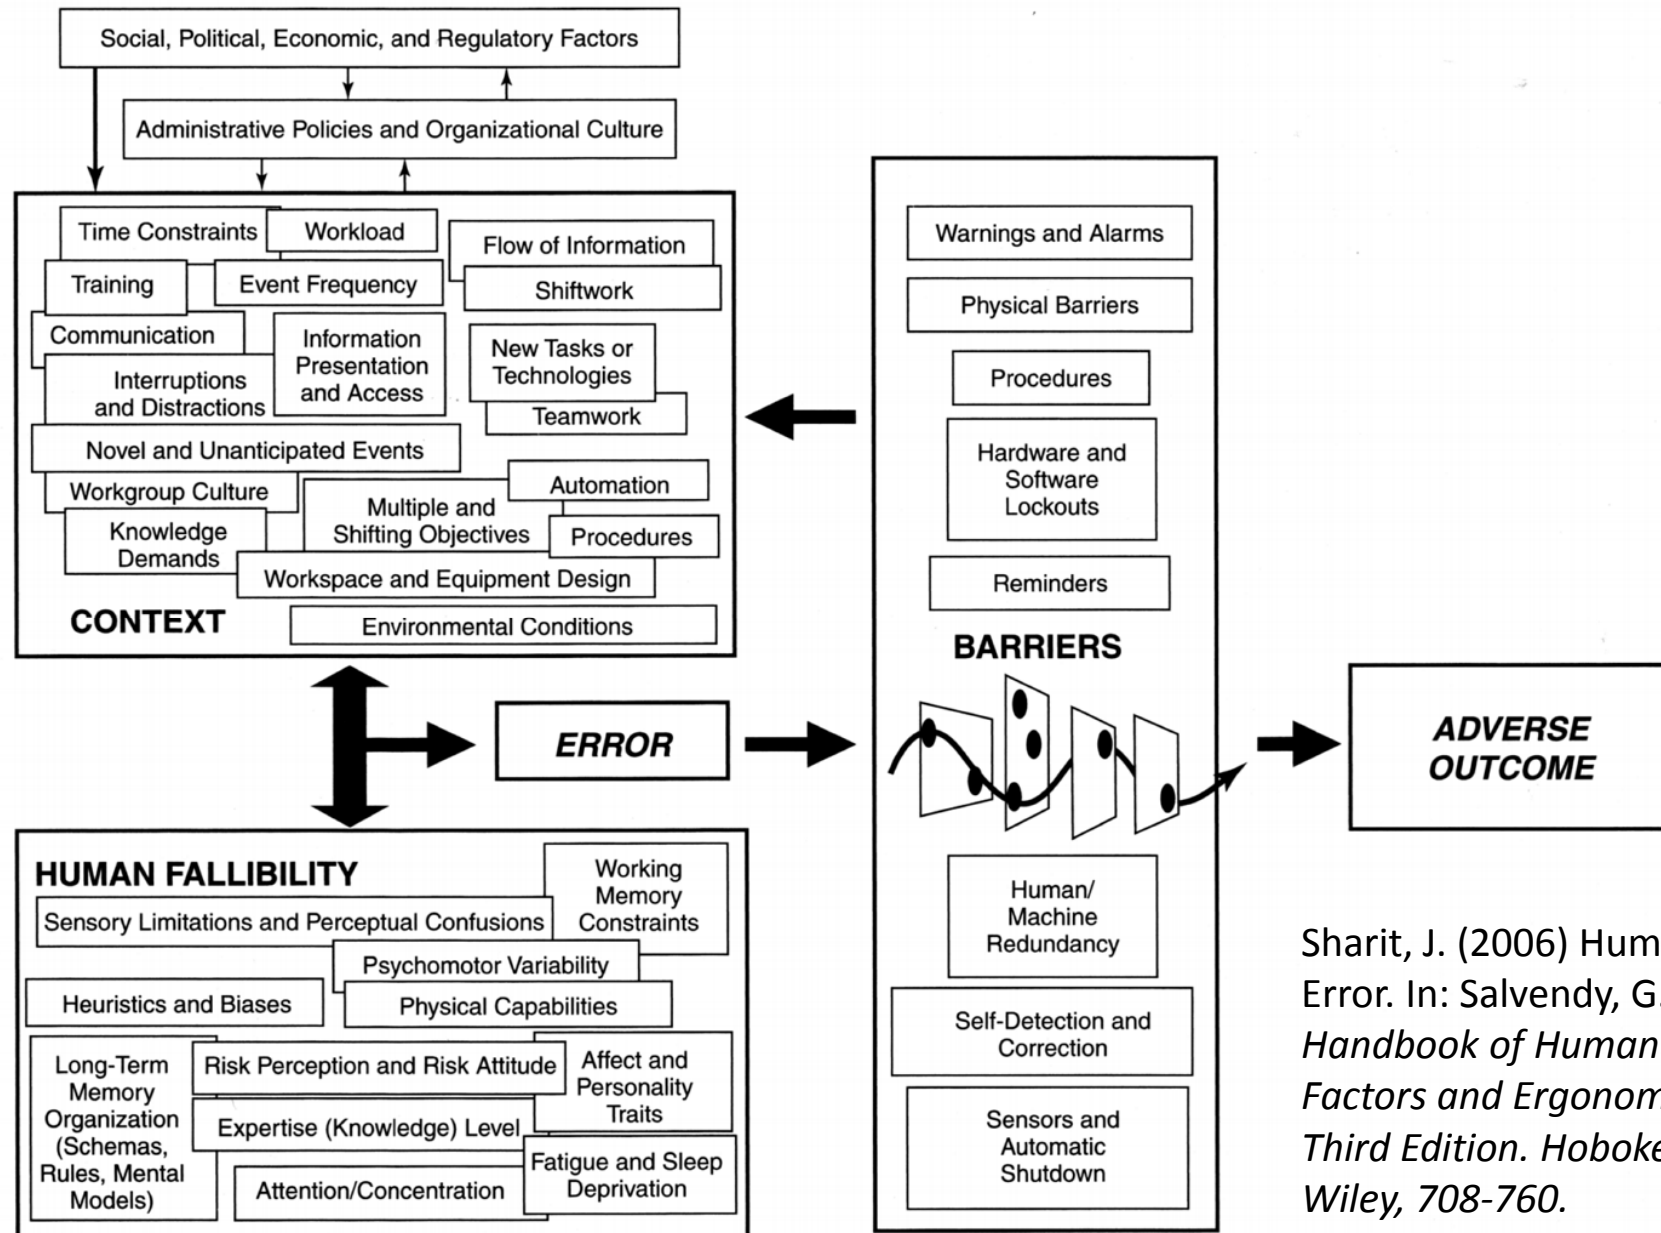 Social, Political, Economic, and Regulatory Factors
Administrative Policies and Organizational Culture
Time Constraints
Workload
Flow of Information
Training
Event Frequency
Shiftwork
Communication
Information
Presentation
and Access
New Tasks or
Technologies
Interruptions
and Distractions
Teamwork
Novel and Unanticipated Events
Workgroup Culture
Multiple and
Shifting Objectives
Automation
Knowledge
Demands
Procedures
Workspace and Equipment Design
CONTEXT
Environmental Conditions
ERROR
HUMAN FALLIBILITY
Working
Memory
Constraints
Sensory Limitations and Perceptual Confusions
Psychomotor Variability
Heuristics and Biases
Physical Capabilities
Long-Term
Memory
Organization
(Schemas,
Rules, Mental
Models)
Risk Perception and Risk Attitude
Affect and
Personality
Traits
Expertise (Knowledge) Level
Fatigue and Sleep
Deprivation
Attention/Concentration
Warnings and Alarms
Physical Barriers
Procedures
Hardware and
Software
Lockouts
Reminders
BARRIERS
Human/
Machine
Redundancy
Self-Detection and
Correction
Sensors and
Automatic
Shutdown
ADVERSE
OUTCOME
Sharit, J. (2006) Hum
Error. In: Salvendy, G.
Handbook of Human
Factors and Ergonom
Third Edition. Hoboke
Wiley, 708-760.